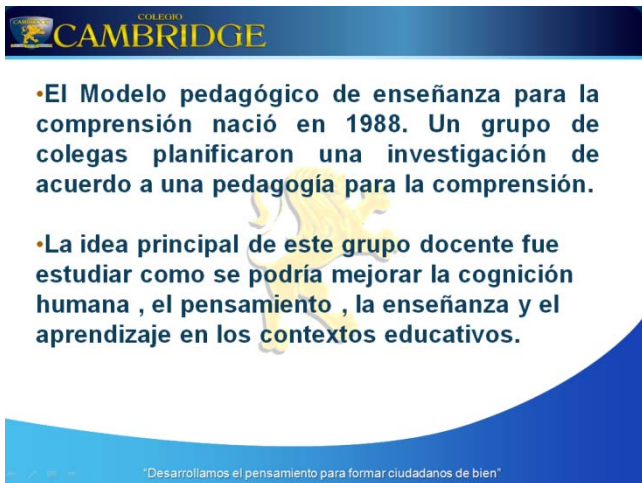 COLEGIO
CAMBRIDGE
•El Modelo pedagógico de enseñanza para la
comprensión nació en 1988. Un grupo de
colegas planificaron una investigación de
acuerdo a una pedagogía para la comprensión.
•La idea principal de este grupo docente fue
estudiar como se podría mejorar la cognición
humana , el pensamiento , la enseñanza y el
aprendizaje en los contextos educativos.
"Desarrollamos el pensamiento para formar ciudadanos de bien"